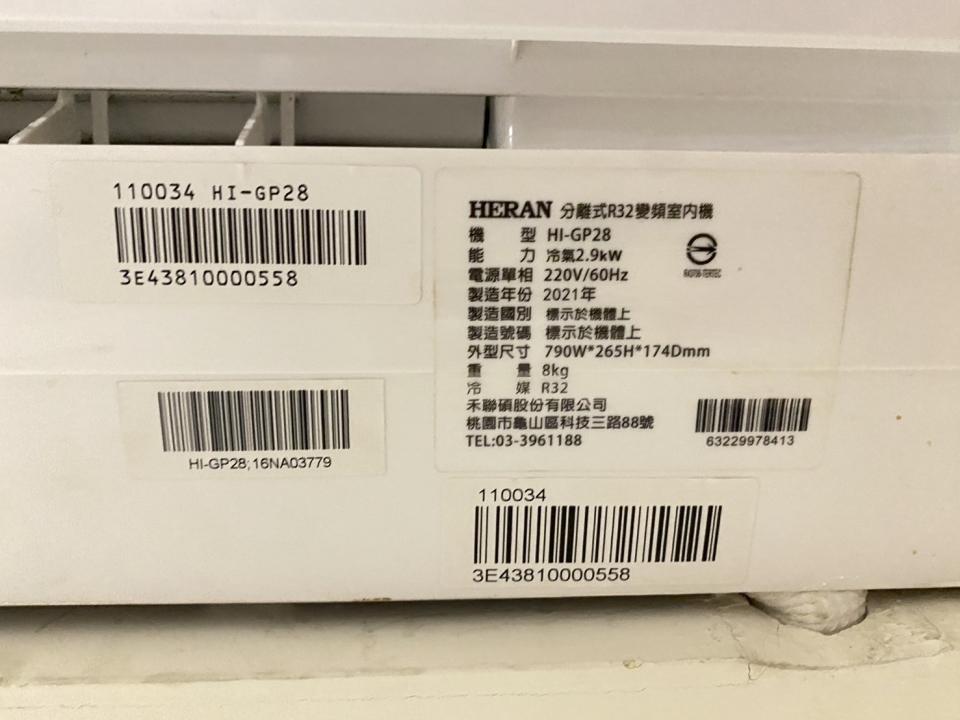 110034 HI-GP28
3E43810000558
HI-GP28;16NA03779
HERAN 分離式R32變頻室內機
機 型 HI-GP28
能 力 冷氣2.9kW
電源單相 220V/60Hz
製造年份 2021年
製造國別 標示於機體上
製造號碼 標示於機體上
外型尺寸 790W*265H*174Dmm
重 量 8kg
冷 媒 R32
禾聯碩股份有限公司
桃園市龜山區科技三路88號
TEL:03-3961188
63229978413
110034
3E43810000558